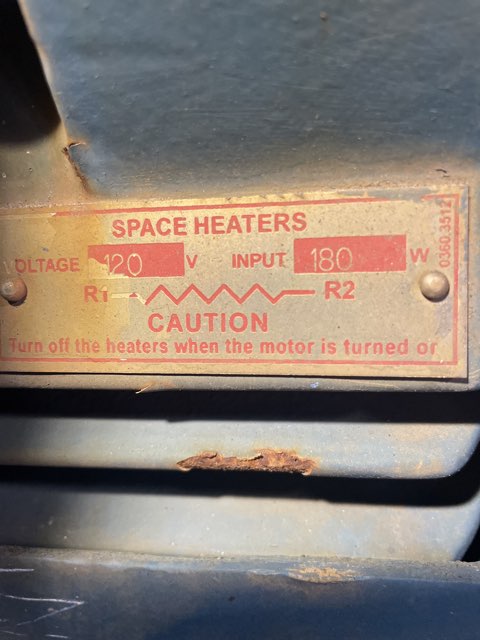 SPACE HEATERS
VOLTAGE 120 V INPUT 180 W
R1 R2
CAUTION
Turn off the heaters when the motor is turned or
0360.3512